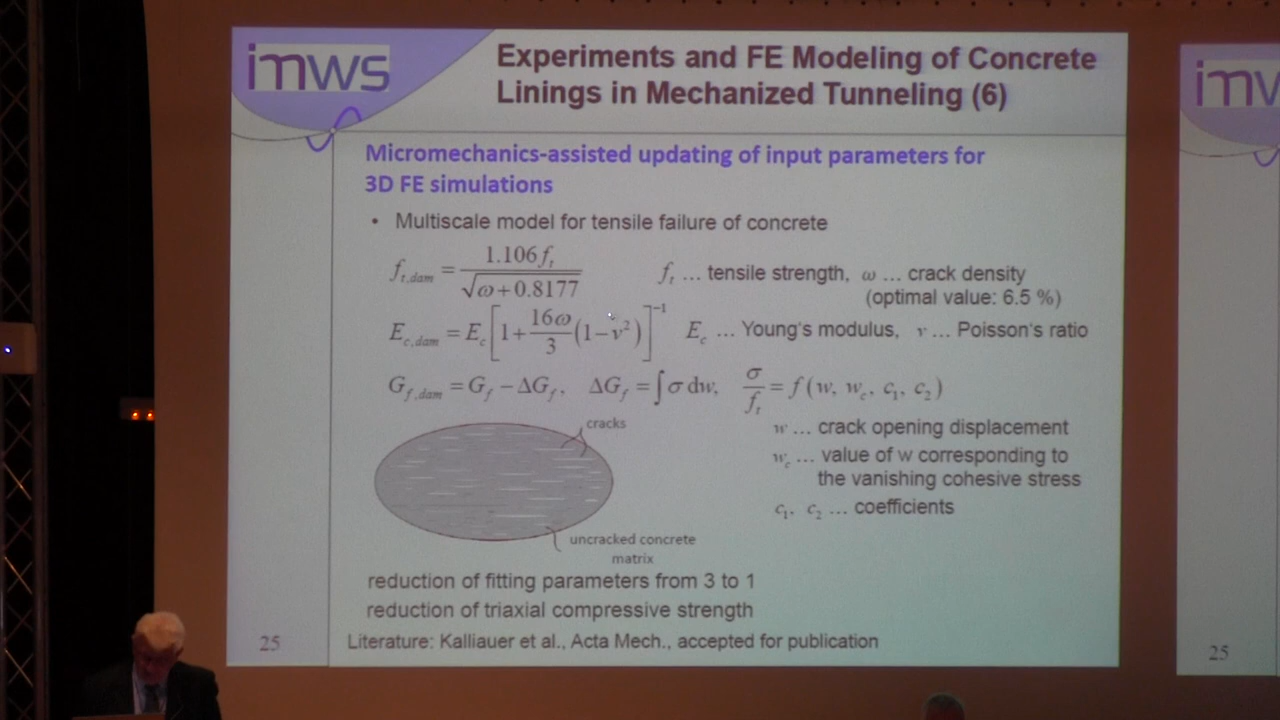 imws
Experiments and FE Modeling of Concrete
Linings in Mechanized Tunneling (6)
Micromechanics-assisted updating of input parameters for
3D FE simulations
• Multiscale model for tensile failure of concrete
f_{t,dam} = 1.106 f_t / √(ω+0.8177)
f_t ... tensile strength, ω ... crack density
(optimal value: 6.5 %)
E_{c,dam} = E_c [1+ 16ω/3 (1−ν²)]^{−1} E_c ... Young's modulus, ν ... Poisson's ratio
G_{f,dam} = G_f − ΔG_f, ΔG_f = ∫σ dw, σ/f_t = f(w, w_c, c_1, c_2)
cracks
w ... crack opening displacement
w_c ... value of w corresponding to
the vanishing cohesive stress
c_1, c_2 ... coefficients
uncracked concrete
matrix
reduction of fitting parameters from 3 to 1
reduction of triaxial compressive strength
25
Literature: Kalliauer et al., Acta Mech., accepted for publication
imw
25